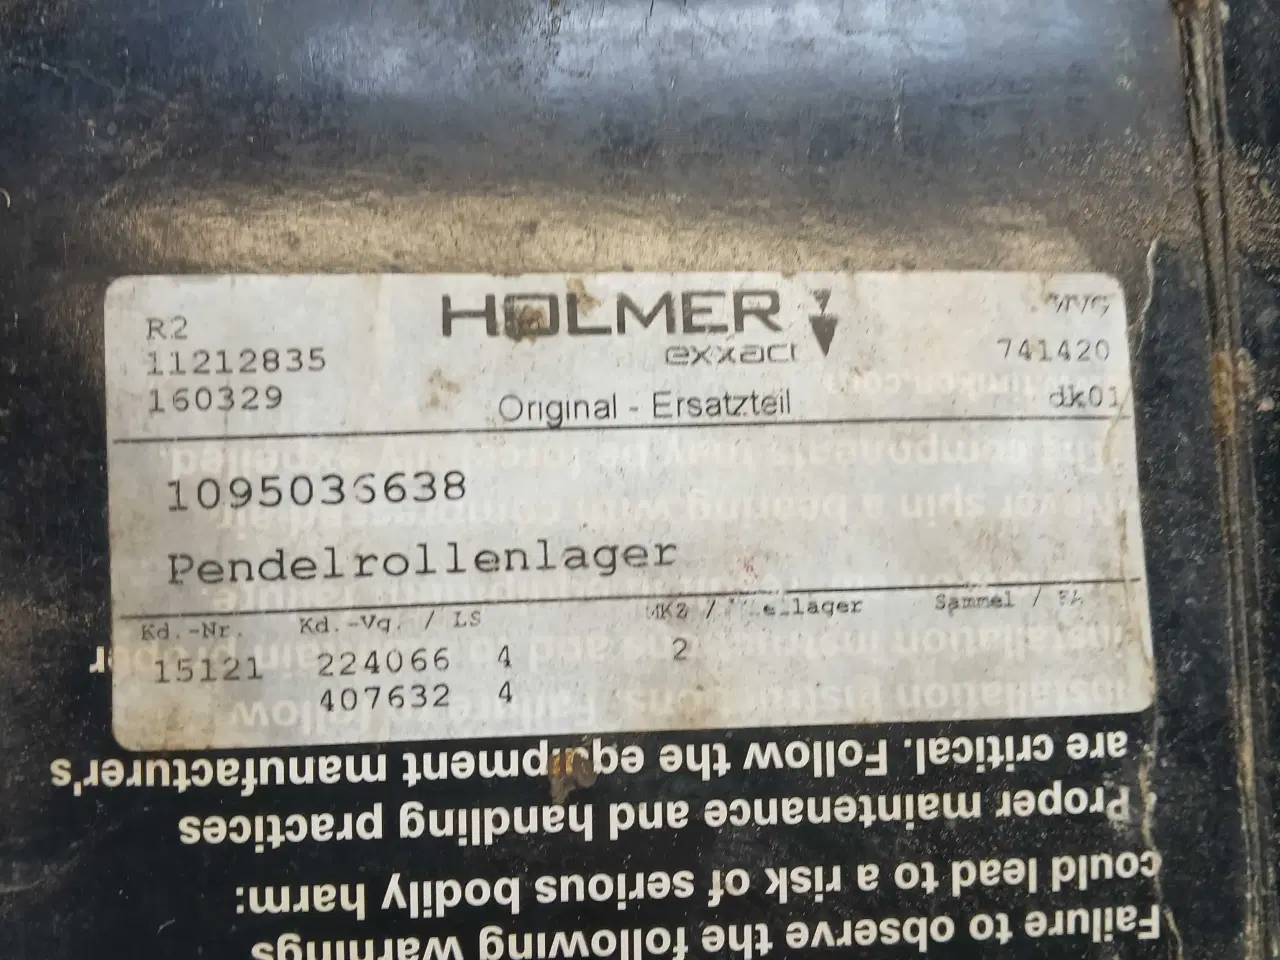 R2
11212835
160329
HOLMER
exxact
Original - Ersatzteil
741420
dk01
1095036638
Pendelrollenlager
Kd.-Nr. Kd.-Vg. / LS MK2 / Sammel /
15121 224066 4 2
407632 4
are critical. Follow the equipment manufacturer's
Proper maintenance and handling practices
could lead to a risk of serious bodily harm:
Failure to observe the following warnings